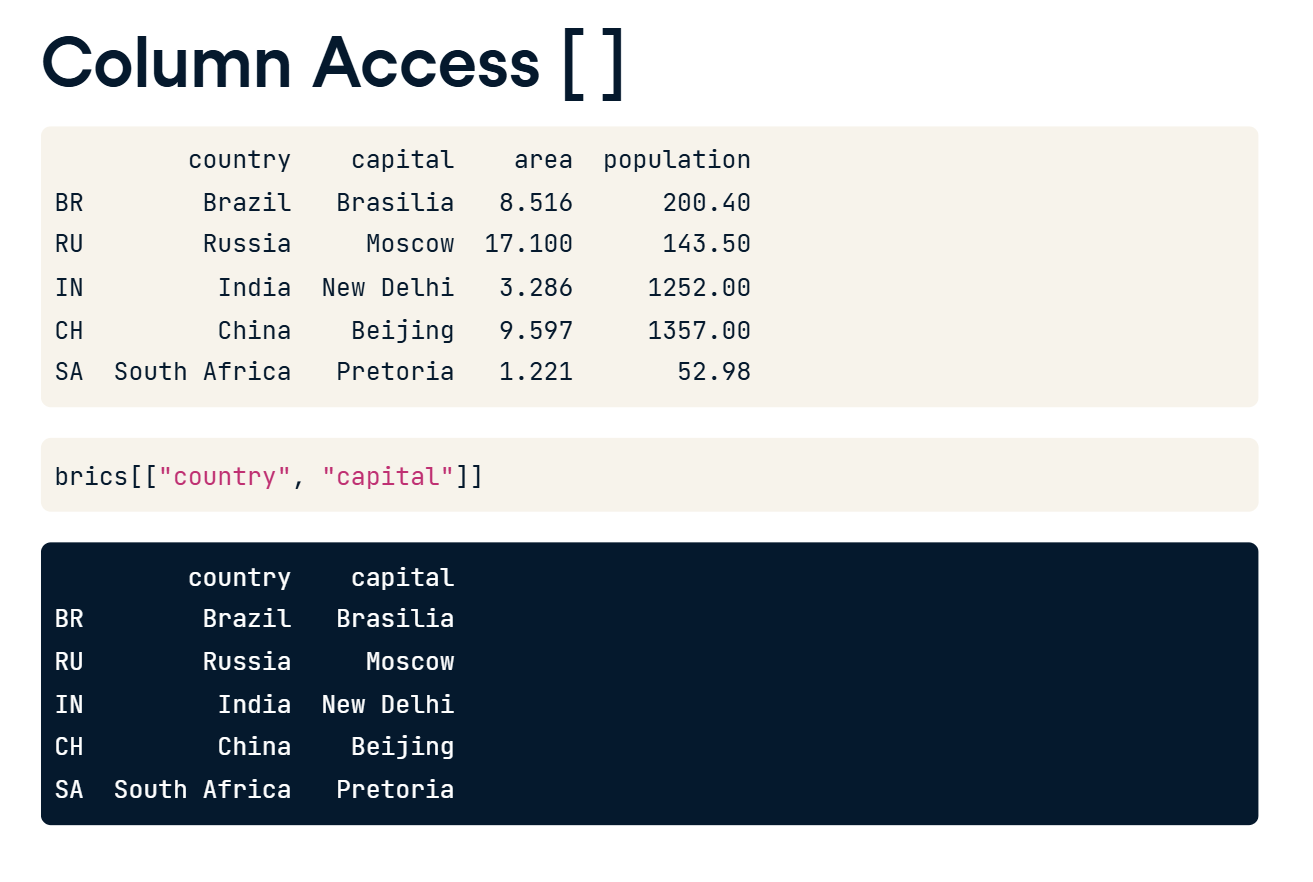 Column Access []
country capital area population
BR Brazil Brasilia 8.516 200.40
RU Russia Moscow 17.100 143.50
IN India New Delhi 3.286 1252.00
CH China Beijing 9.597 1357.00
SA South Africa Pretoria 1.221 52.98
brics[["country", "capital"]]
country capital
BR Brazil Brasilia
RU Russia Moscow
IN India New Delhi
CH China Beijing
SA South Africa Pretoria